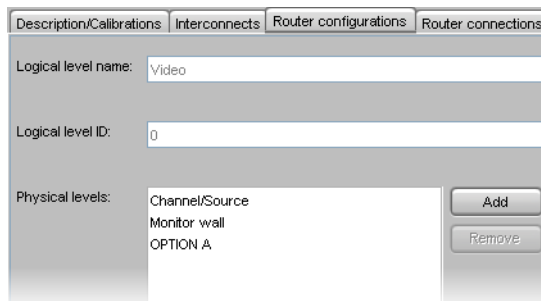 Description/Calibrations Interconnects Router configurations Router connections
Logical level name: Video
Logical level ID: 0
Physical levels: Channel/Source Add
Monitor wall
OPTION A Remove